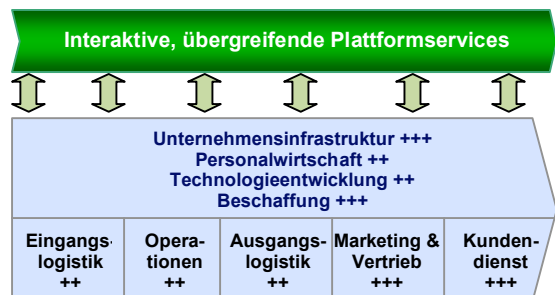 Interaktive, übergreifende Plattformservices
Unternehmensinfrastruktur +++
Personalwirtschaft ++
Technologieentwicklung ++
Beschaffung +++
Eingangs-
logistik
++
Opera-
tionen
++
Ausgangs-
logistik
++
Marketing &
Vertrieb
+++
Kunden-
dienst
+++